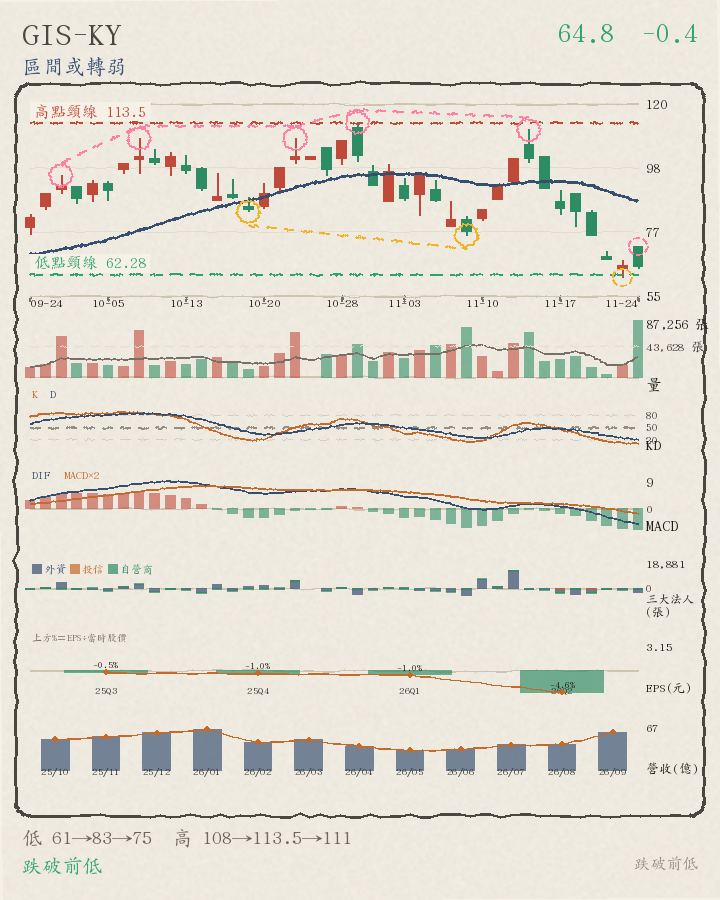 GIS-KY
64.8 -0.4
區間或轉弱
高點頸線 113.5
低點頸線 62.28
120
98
77
55
09-24 10-05 10-13 10-20 10-28 11-03 11-10 11-17 11-24
87,256 張
43,628 張
量
K D
80
50
20
KD
DIF MACD×2
9
0
MACD
外資 投信 自營商
18,881
0
三大法人
(張)
上方%=EPS÷當時股價
3.15
-0.5% -1.0% -1.0% -4.6%
25Q3 25Q4 26Q1
EPS(元)
67
25/10 25/11 25/12 26/01 26/02 26/03 26/04 26/05 26/06 26/07 26/08 26/09
營收(億)
低 61→83→75 高 108→113.5→111
跌破前低
跌破前低